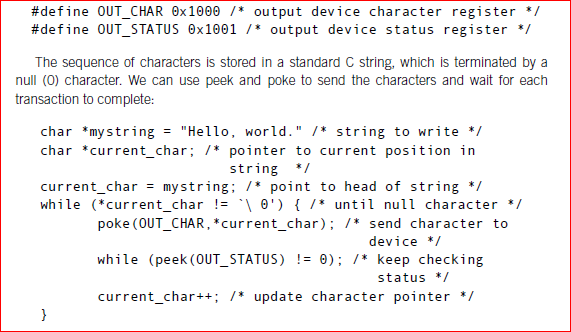 #define OUT_CHAR 0x1000 /* output device character register */
#define OUT_STATUS 0x1001 /* output device status register */
The sequence of characters is stored in a standard C string, which is terminated by a
null (0) character. We can use peek and poke to send the characters and wait for each
transaction to complete:
char *mystring = "Hello, world." /* string to write */
char *current_char; /* pointer to current position in
string */
current_char = mystring; /* point to head of string */
while (*current_char != `\ 0') { /* until null character */
poke(OUT_CHAR,*current_char); /* send character to
device */
while (peek(OUT_STATUS) != 0); /* keep checking
status */
current_char++; /* update character pointer */
}